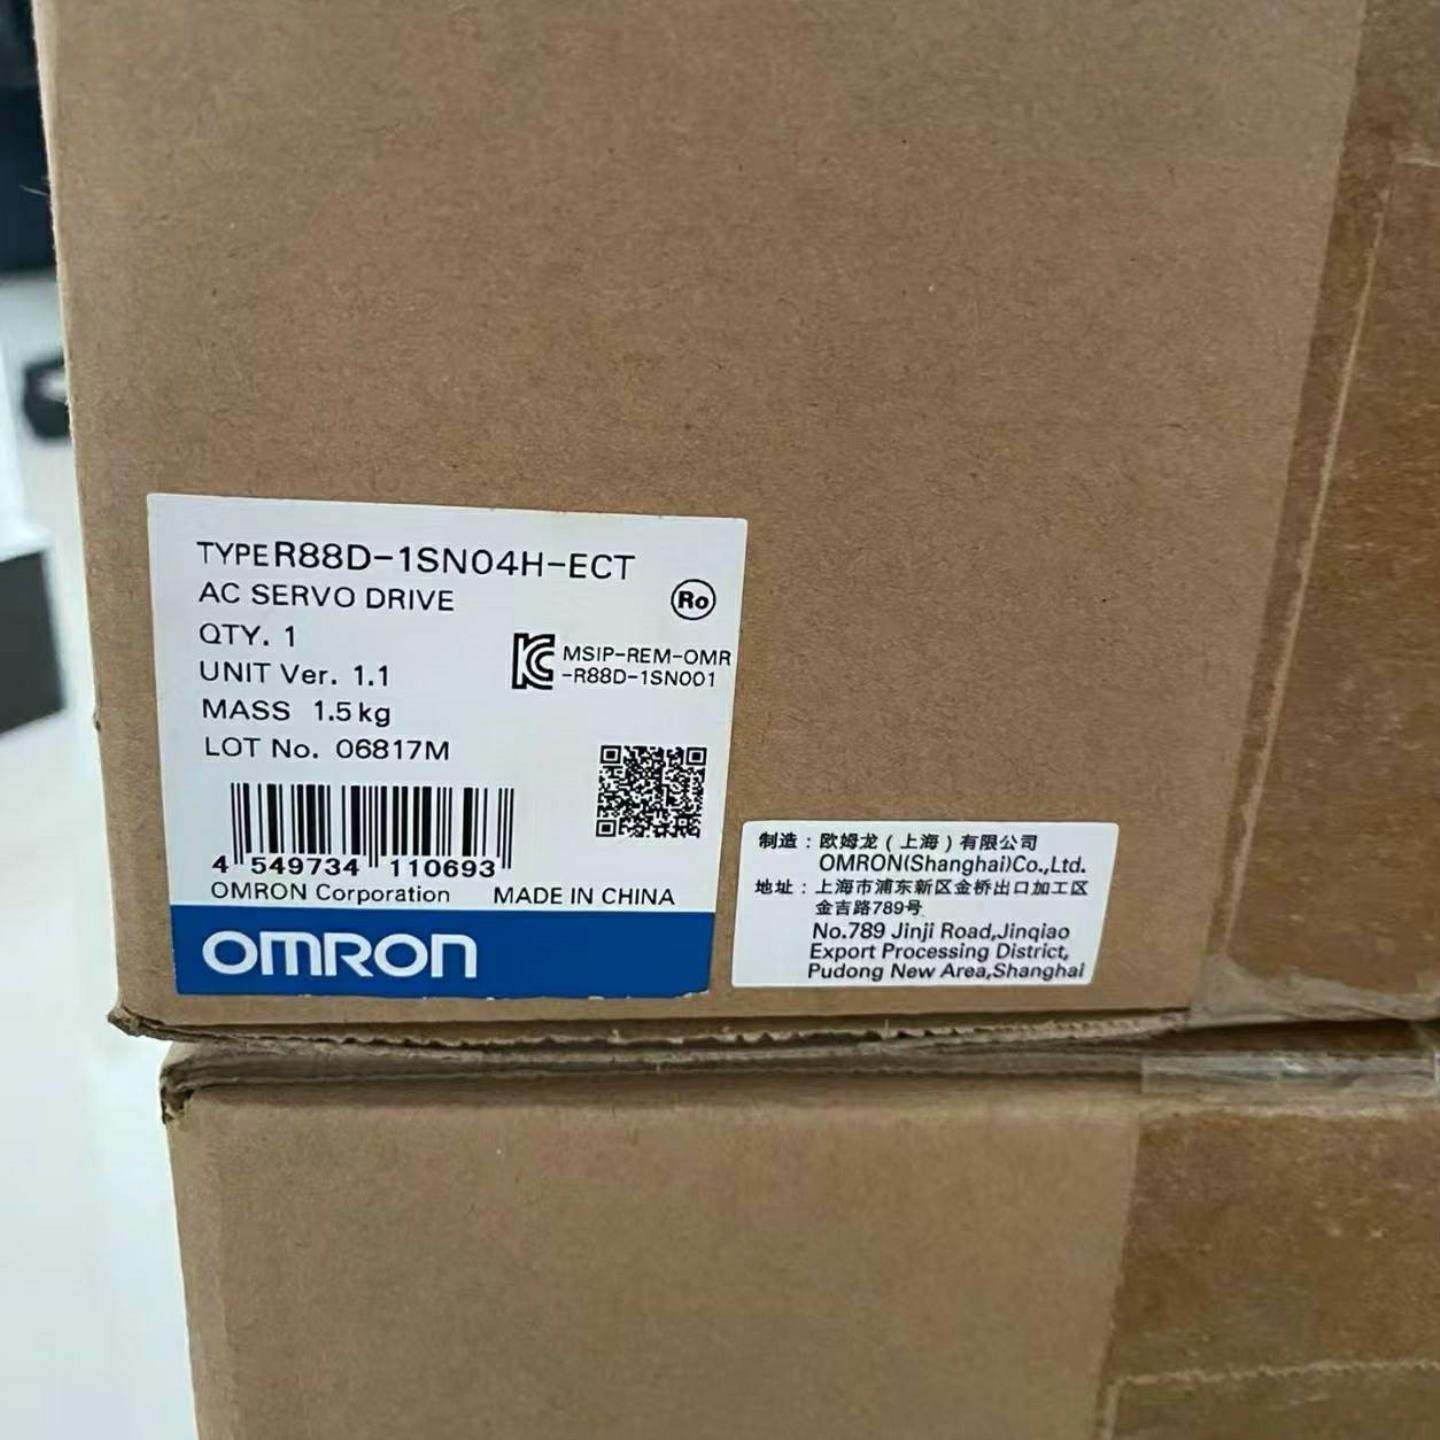 TYPE R88D-1SN04H-ECT
AC SERVO DRIVE
Ro
QTY. 1
UNIT Ver. 1.1
MSIP-REM-OMR
-R88D-1SN001
MASS 1.5kg
LOT No. 06817M
4 549734 110693
OMRON Corporation MADE IN CHINA
OMRON
制造：欧姆龙（上海）有限公司
OMRON(Shanghai)Co.,Ltd.
地址：上海市浦东新区金桥出口加工区
金吉路789号
No.789 Jinji Road,Jinqiao
Export Processing District,
Pudong New Area,Shanghai